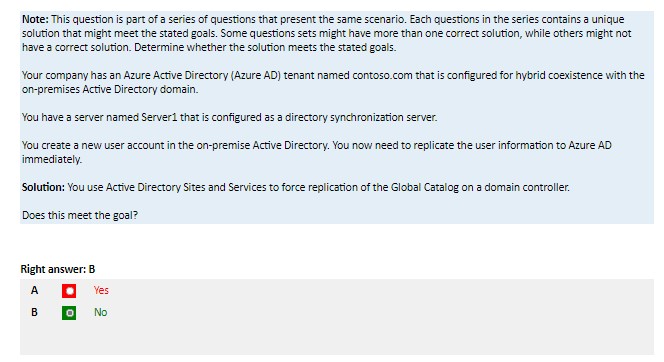 Note: This question is part of a series of questions that present the same scenario. Each questions in the series contains a unique
solution that might meet the stated goals. Some questions sets might have more than one correct solution, while others might not
have a correct solution. Determine whether the solution meets the stated goals.
Your company has an Azure Active Directory (Azure AD) tenant named contoso.com that is configured for hybrid coexistence with the
on-premises Active Directory domain.
You have a server named Server1 that is configured as a directory synchronization server.
You create a new user account in the on-premise Active Directory. You now need to replicate the user information to Azure AD
immediately.
Solution: You use Active Directory Sites and Services to force replication of the Global Catalog on a domain controller.
Does this meet the goal?
Right answer: B
A Yes
B No